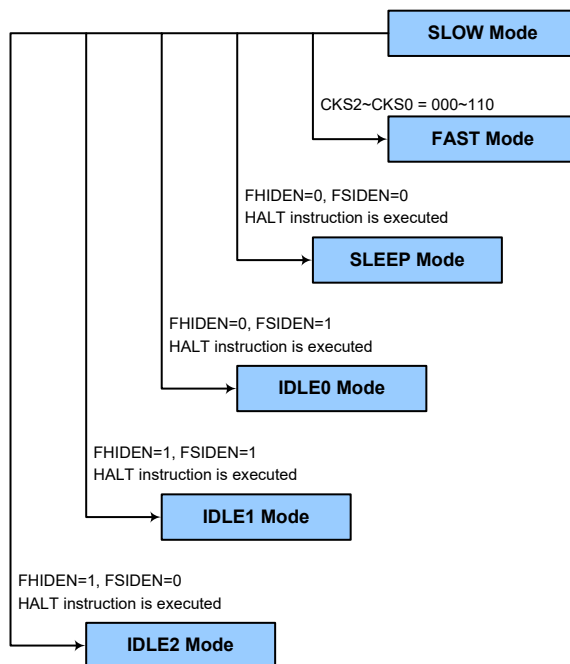 SLOW Mode
CKS2~CKS0 = 000~110
FAST Mode
FHIDEN=0, FSIDEN=0
HALT instruction is executed
SLEEP Mode
FHIDEN=0, FSIDEN=1
HALT instruction is executed
IDLE0 Mode
FHIDEN=1, FSIDEN=1
HALT instruction is executed
IDLE1 Mode
FHIDEN=1, FSIDEN=0
HALT instruction is executed
IDLE2 Mode